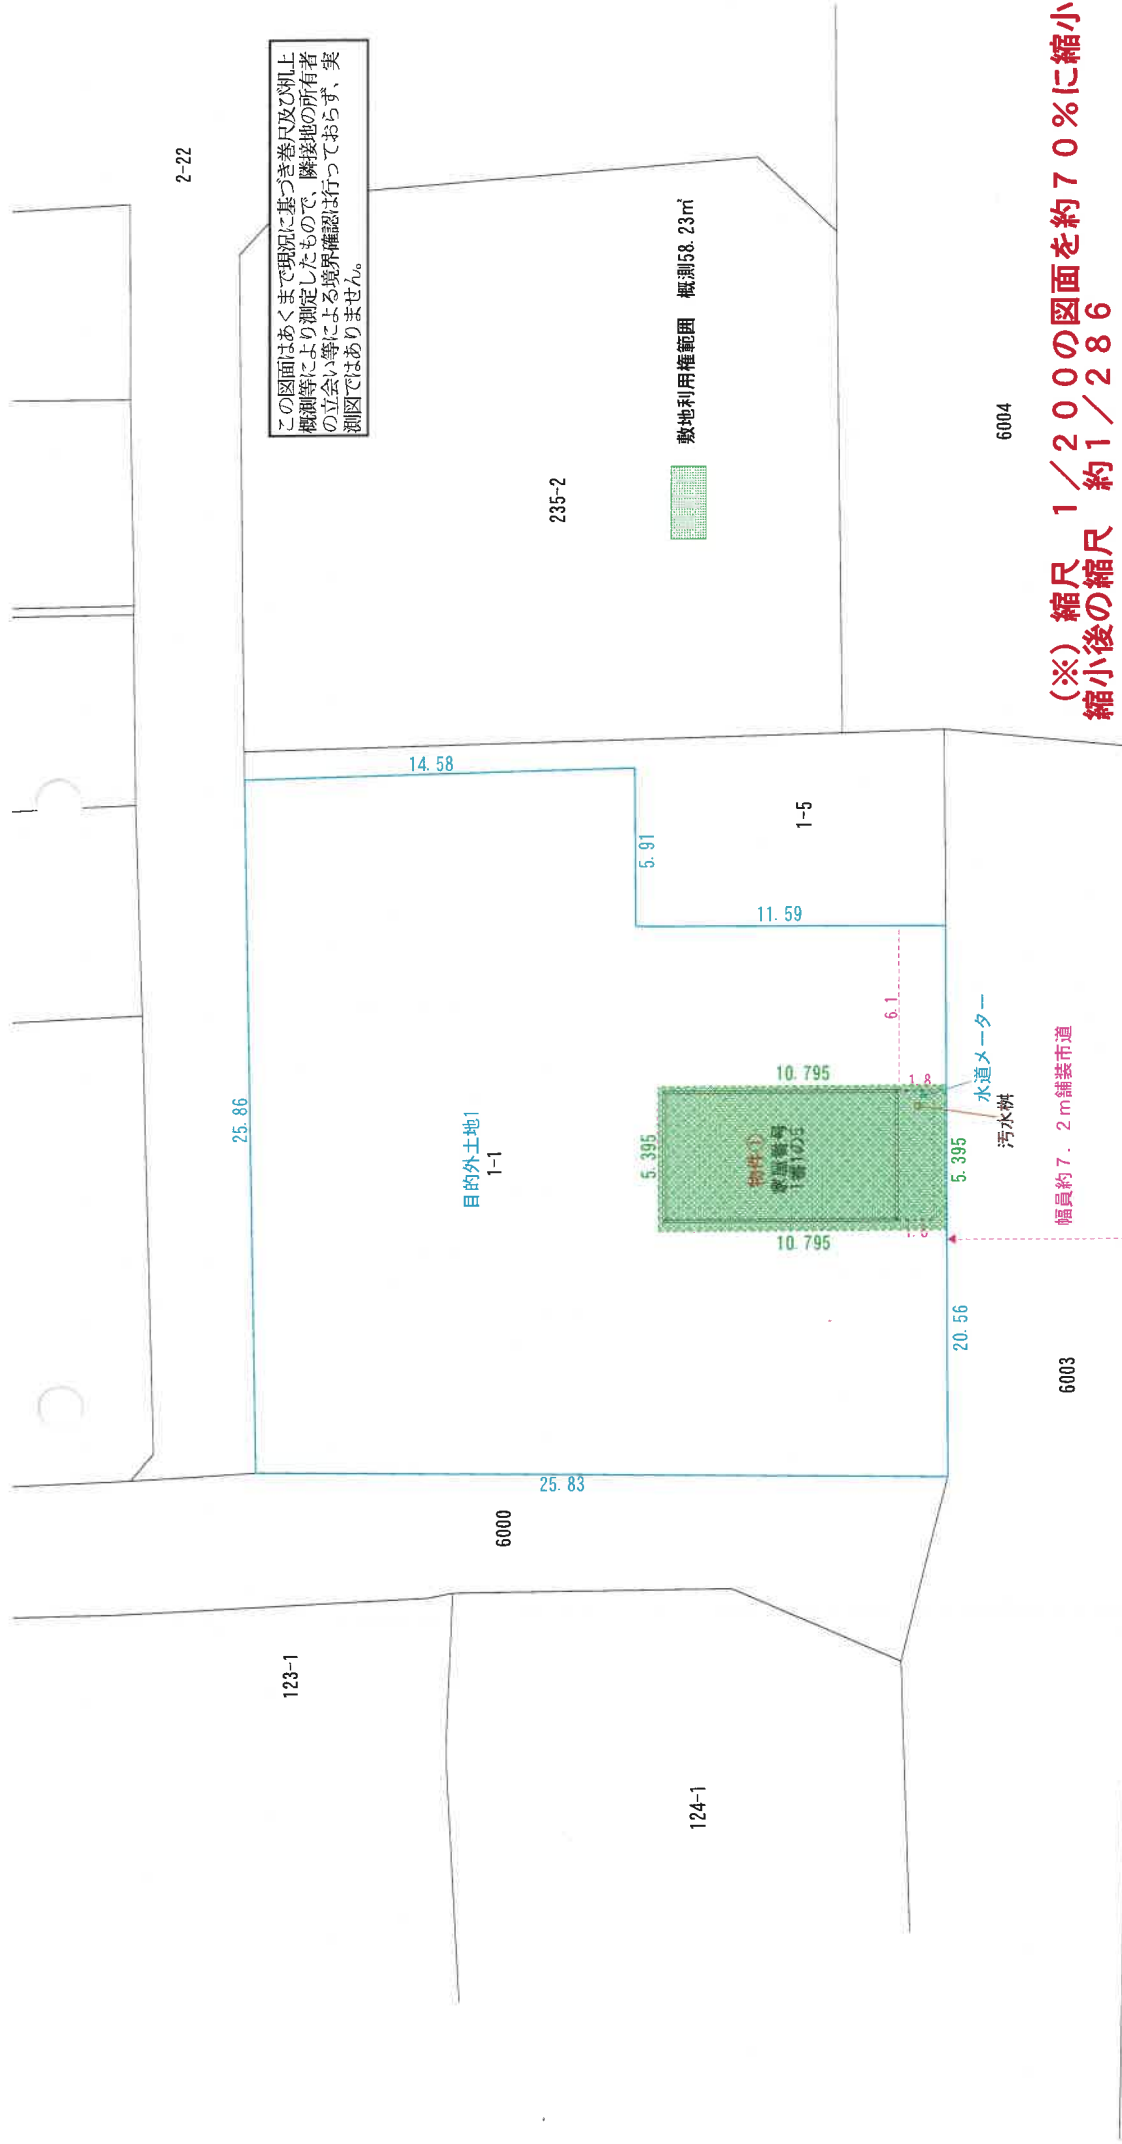 2-22
この図面はあくまで現況に基づき巻尺及び机上
概測等により測定したもので、隣接地の所有者
の立会い等による境界確認は行っておらず、実
測図ではありません。
235-2
敷地利用権範囲　概測58.23㎡
6004
(※) 縮尺 1／200の図面を約70％に縮小
縮小後の縮尺 約1／286
14.58
5.91
1-5
11.59
25.86
目的外土地1
1-1
6.1
10.795
5.395
物件①
家屋番号
1番1の5
10.795
1.8
水道メーター
汚水桝
5.395
幅員約7．2m舗装市道
20.56
6003
25.83
6000
123-1
124-1